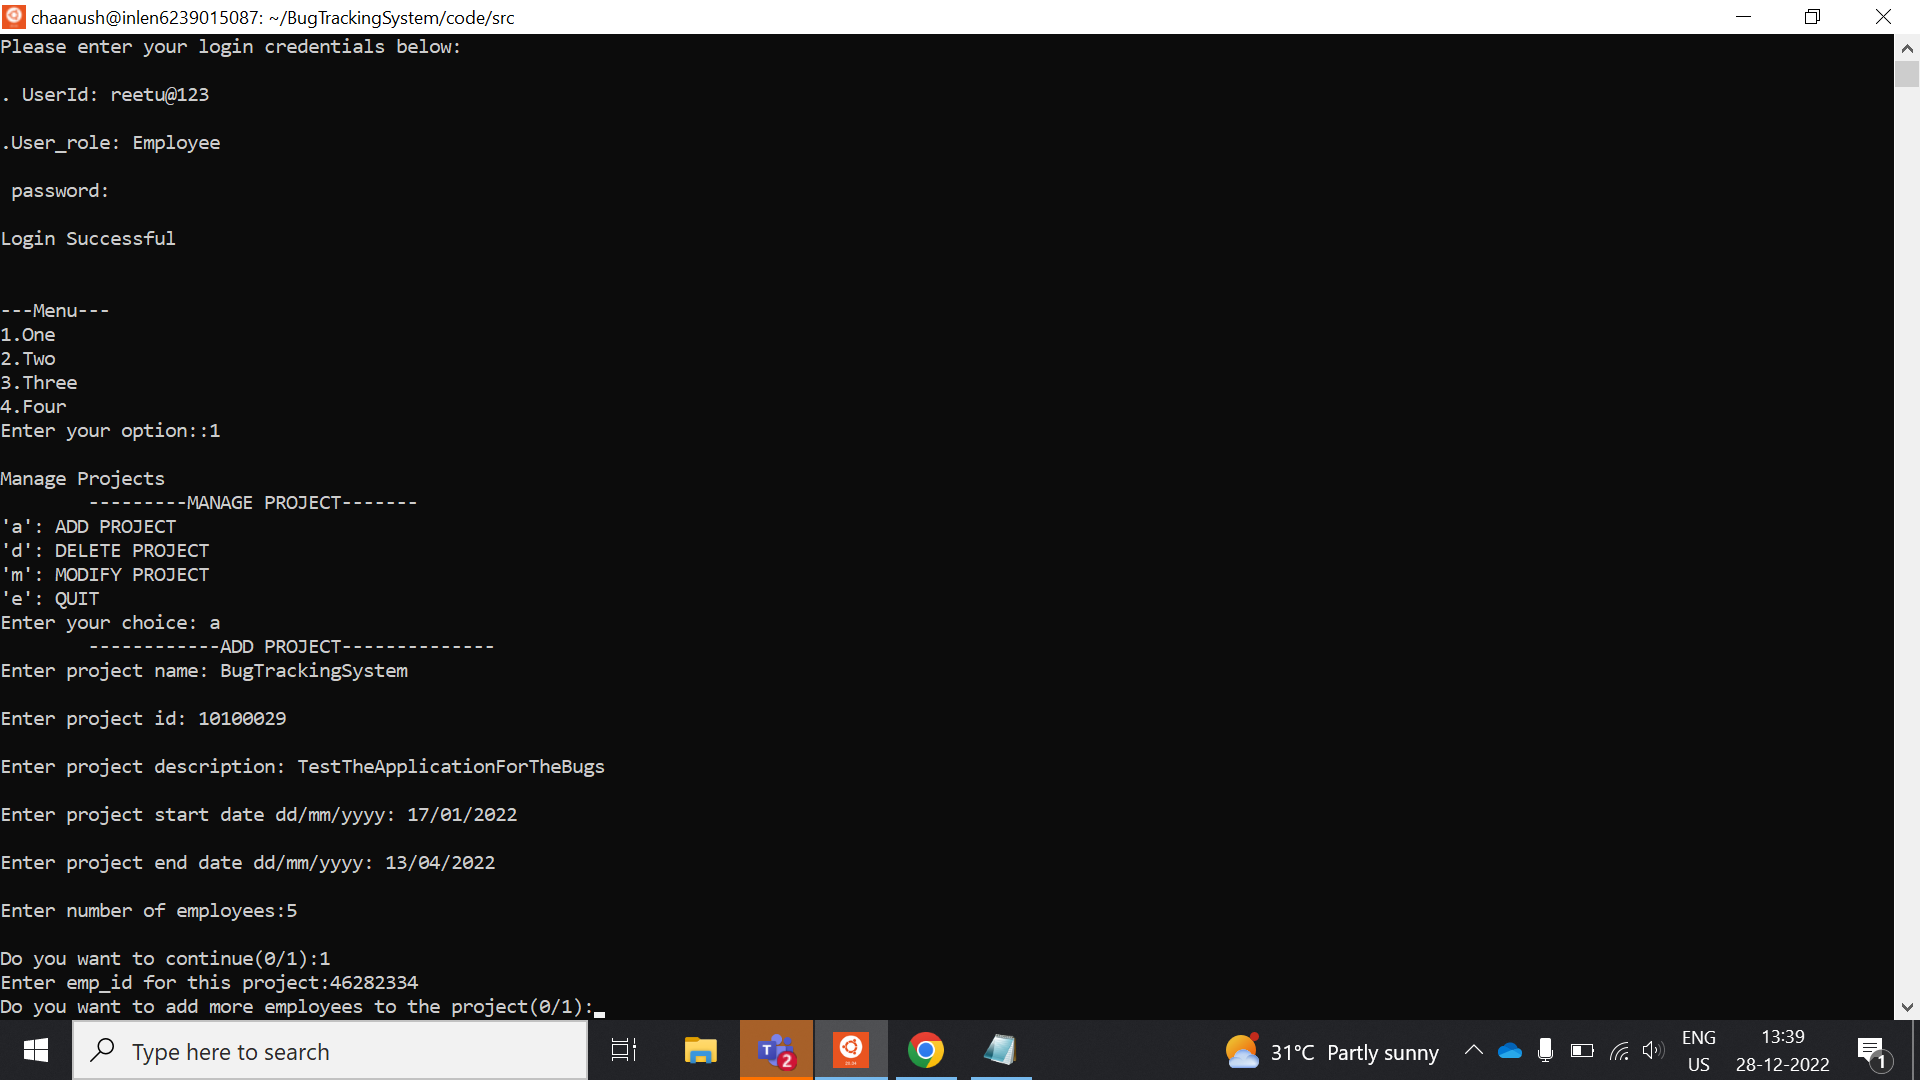 chaanush@inlen6239015087: ~/BugTrackingSystem/code/src
Please enter your login credentials below:
. UserId: reetu@123
.User_role: Employee
password:
Login Successful
---Menu---
1.One
2.Two
3.Three
4.Four
Enter your option::1
Manage Projects
---------MANAGE PROJECT-------
'a': ADD PROJECT
'd': DELETE PROJECT
'm': MODIFY PROJECT
'e': QUIT
Enter your choice: a
------------ADD PROJECT--------------
Enter project name: BugTrackingSystem
Enter project id: 10100029
Enter project description: TestTheApplicationForTheBugs
Enter project start date dd/mm/yyyy: 17/01/2022
Enter project end date dd/mm/yyyy: 13/04/2022
Enter number of employees:5
Do you want to continue(0/1):1
Enter emp_id for this project:46282334
Do you want to add more employees to the project(0/1):
Type here to search
T
2
31°C Partly sunny
ENG
US
13:39
28-12-2022
1